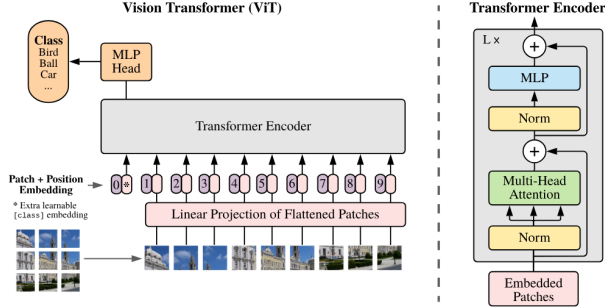 Vision Transformer (ViT)
Class
Bird
Ball
Car
...
MLP
Head
Transformer Encoder
Patch + Position
Embedding
0 * 1 2 3 4 5 6 7 8 9
* Extra learnable
[class] embedding
Linear Projection of Flattened Patches
Transformer Encoder
L ×
+
MLP
Norm
+
Multi-Head
Attention
Norm
Embedded
Patches